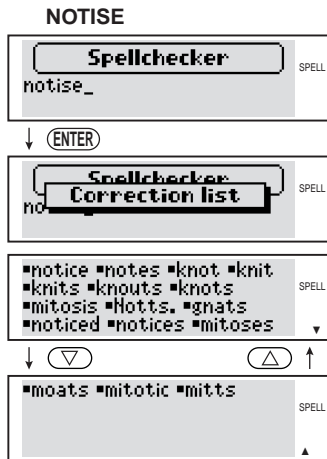 NOTISE
Spellchecker
notise_
SPELL
↓ (ENTER)
Spellchecker
Correction list
no
SPELL
▪notice ▪notes ▪knot ▪knit
▪knits ▪knouts ▪knots
▪mitosis ▪Notts. ▪gnats
▪noticed ▪notices ▪mitoses
SPELL
▪moats ▪mitotic ▪mitts
SPELL